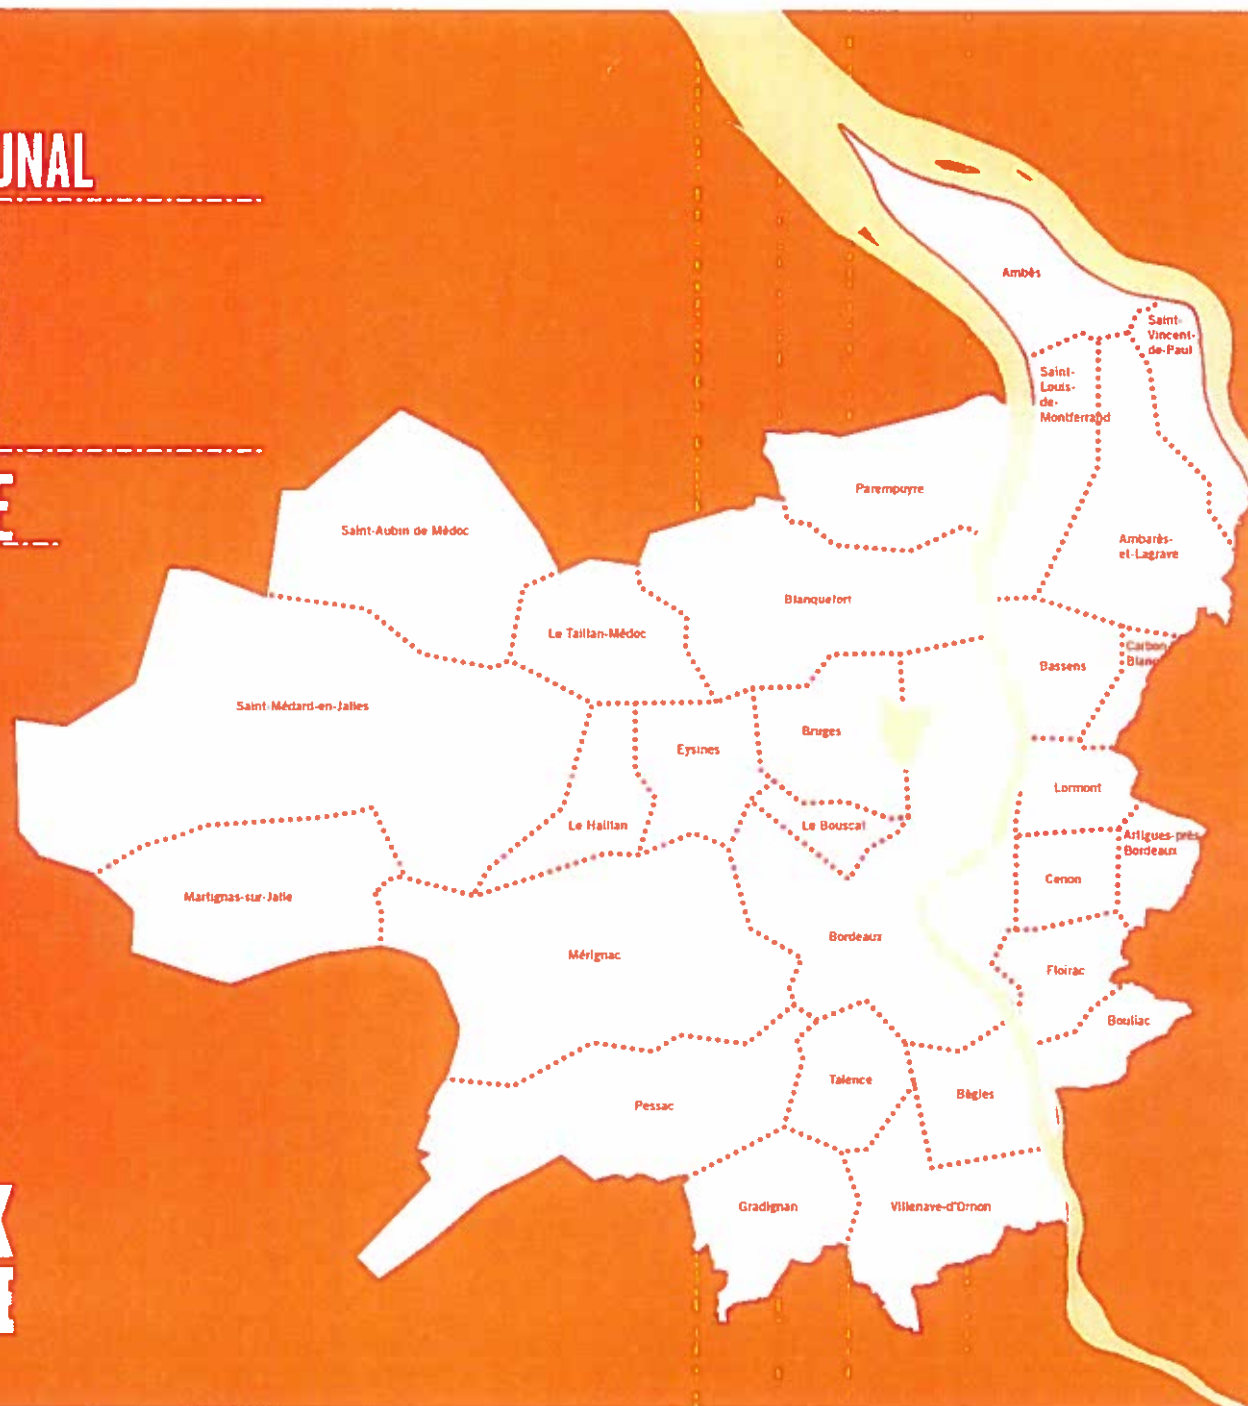 UNAL
E
X
E
Ambès
Saint-
Vincent-
de-Paul
Saint-
Louis-
de-
Montferrand
Parempuyre
Saint-Aubin de Médoc
Ambarès-
et-Lagrave
Blanquefort
Le Taillan-Médoc
Carbon
Blanc
Bassens
Saint-Médard-en-Jalles
Bruges
Eysines
Lormont
Le Haillan
Le Bouscat
Artigues-près
Bordeaux
Cenon
Martignas-sur-Jalle
Bordeaux
Mérignac
Floirac
Bouliac
Talence
Bègles
Pessac
Gradignan
Villenave-d'Ornon